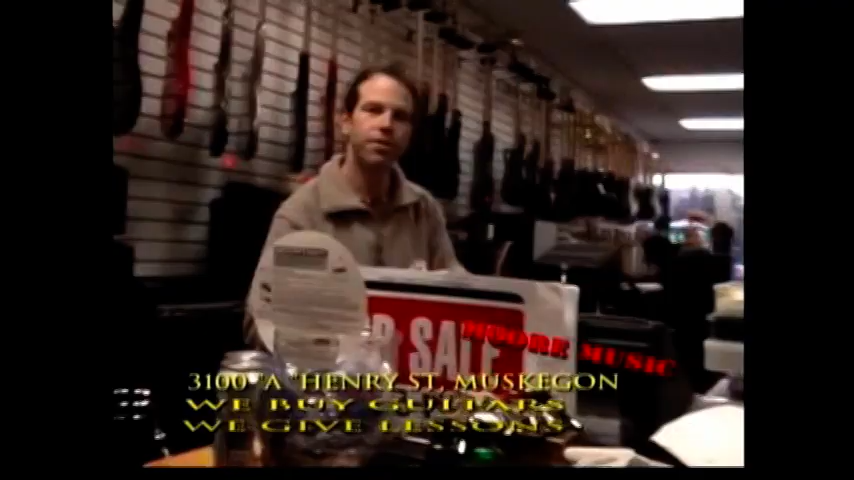 R SALE
MOORE MUSIC
3100 "A "HENRY ST, MUSKEGON
WE BUY GUITARS
WE GIVE LESSONS